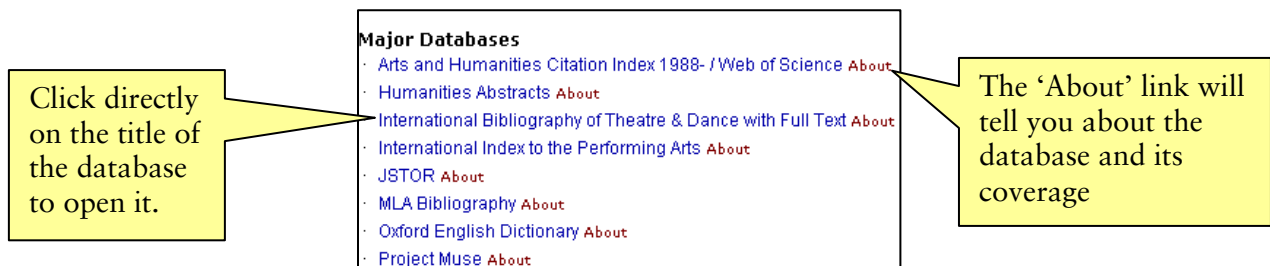 Major Databases
· Arts and Humanities Citation Index 1988- / Web of Science About
· Humanities Abstracts About
· International Bibliography of Theatre & Dance with Full Text About
· International Index to the Performing Arts About
· JSTOR About
· MLA Bibliography About
· Oxford English Dictionary About
· Project Muse About
Click directly
on the title of
the database
to open it.
The ‘About’ link will
tell you about the
database and its
coverage